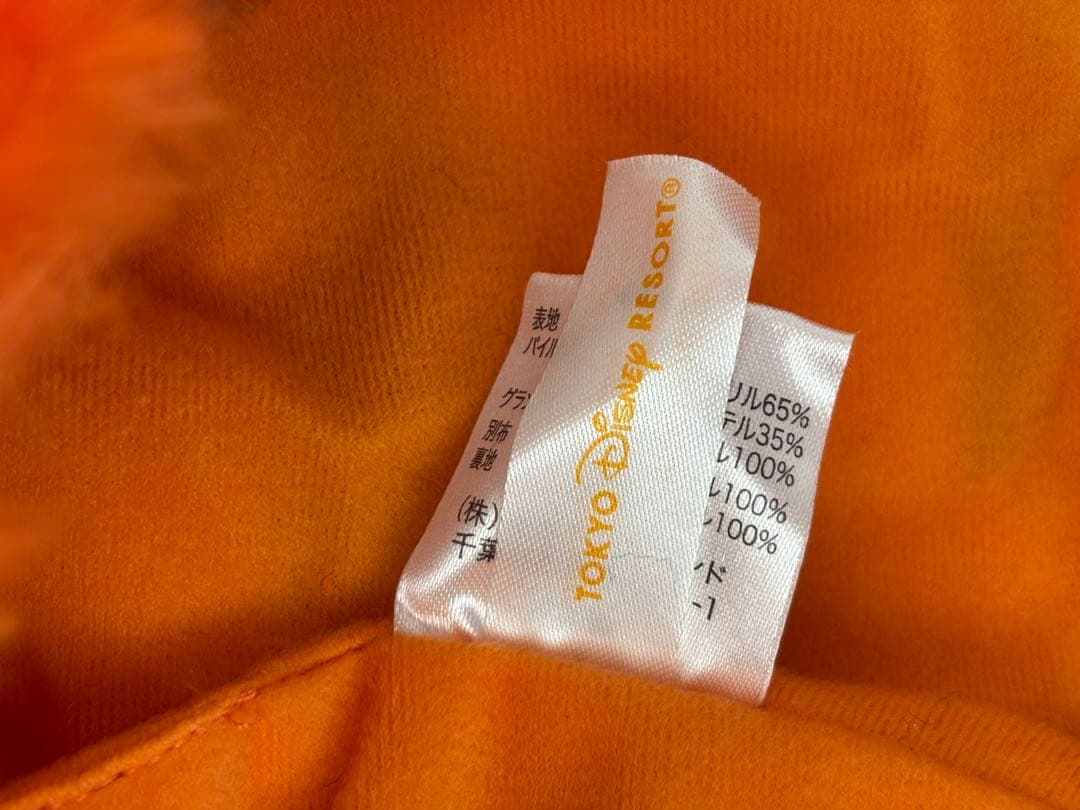 TOKYO DISNEY RESORT®
表地
パイル
リル65%
グラン
テル35%
ル100%
別布
ル100%
裏地
ル100%
(株)
ンド
千葉
-1